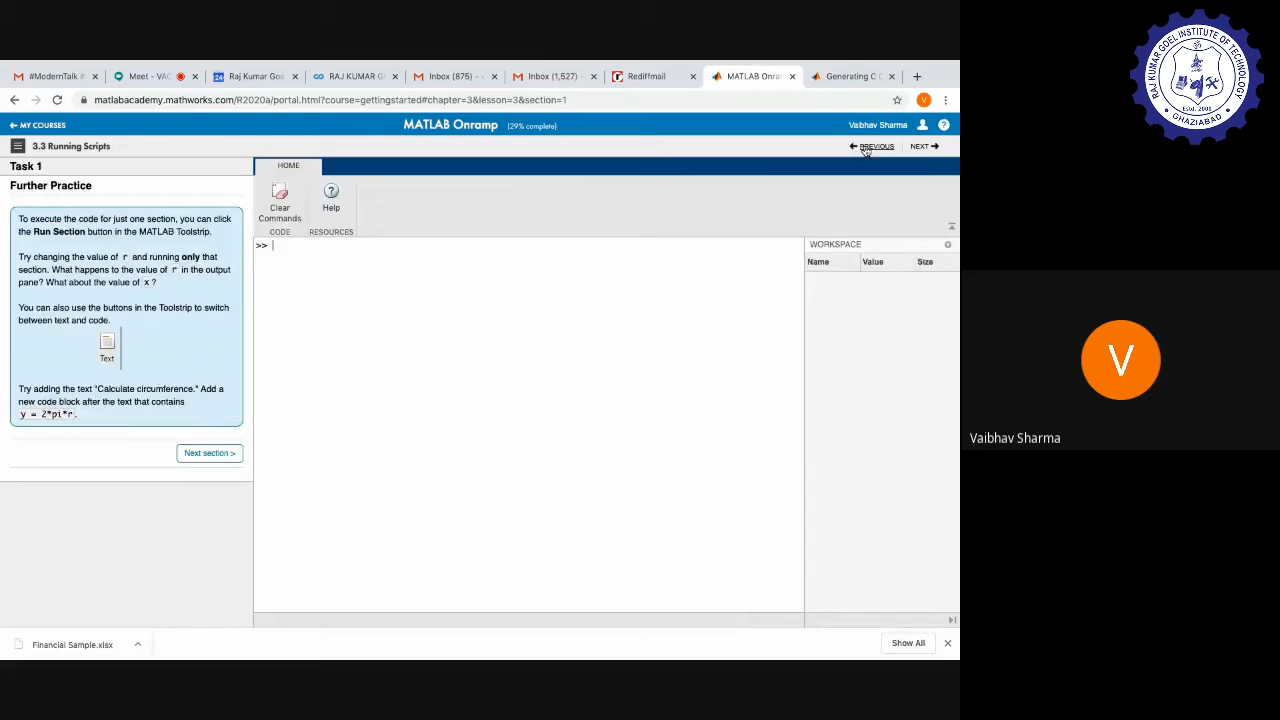 #ModernTalk
Meet - VAC
Raj Kumar Goe
RAJ KUMAR G
Inbox (875) -
Inbox (1,527)
Rediffmail
MATLAB Onra
Generating C C
matlabacademy.mathworks.com/R2020a/portal.html?course=gettingstarted#chapter=3&lesson=3&section=1
V
MY COURSES
MATLAB Onramp (29% complete)
Vaibhav Sharma
3.3 Running Scripts
PREVIOUS
NEXT
Task 1
Further Practice
To execute the code for just one section, you can click
the Run Section button in the MATLAB Toolstrip.
Try changing the value of r and running only that
section. What happens to the value of r in the output
pane? What about the value of x ?
You can also use the buttons in the Toolstrip to switch
between text and code.
Text
Try adding the text "Calculate circumference." Add a
new code block after the text that contains
y = 2*pi*r.
Next section >
HOME
Clear
Commands
Help
CODE
RESOURCES
>>
WORKSPACE
Name Value Size
Financial Sample.xlsx
Show All
RAJ KUMAR GOEL INSTITUTE OF TECHNOLOGY
Estd. 2000
GHAZIABAD
V
Vaibhav Sharma